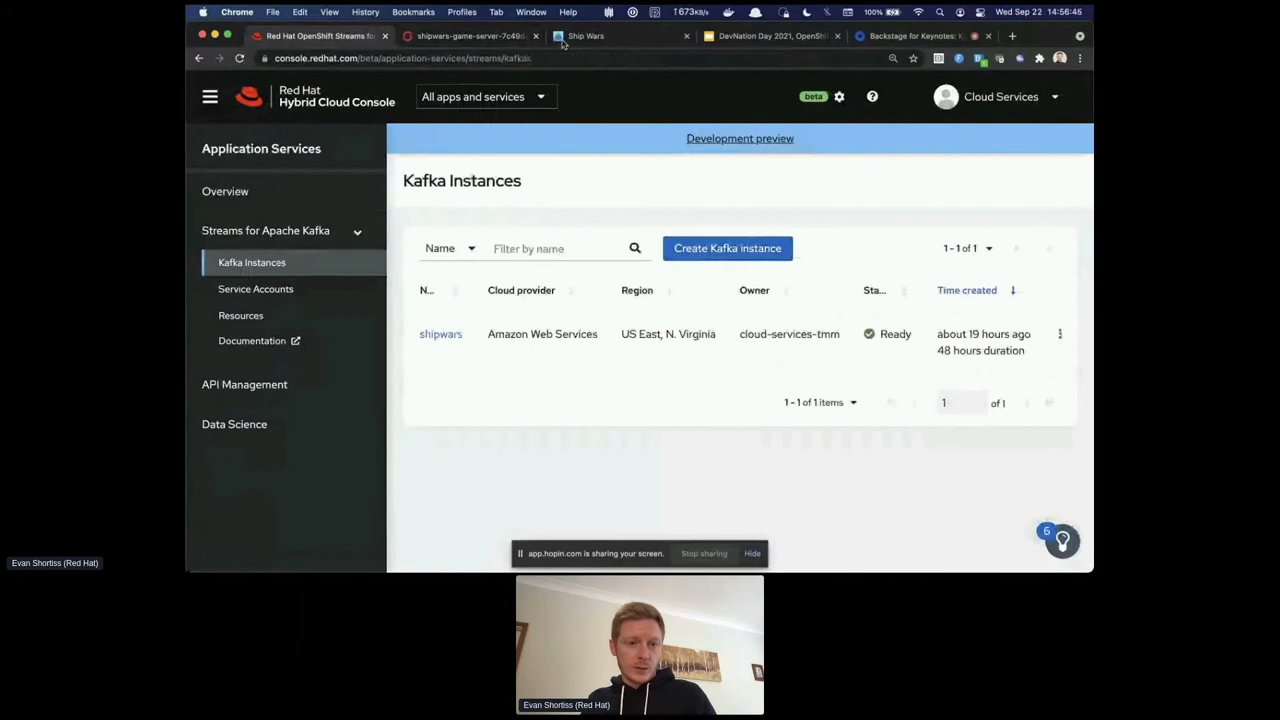 Chrome File Edit View History Bookmarks Profiles Tab Window Help 1673KB/s 100% Wed Sep 22 14:56:45
Red Hat OpenShift Streams for shipwars-game-server-7c49d Ship Wars DevNation Day 2021, OpenShi Backstage for Keynotes:
console.redhat.com/beta/application-services/streams/kafkas
Red Hat
Hybrid Cloud Console
All apps and services
beta
Cloud Services
Development preview
Application Services
Overview
Streams for Apache Kafka
Kafka Instances
Service Accounts
Resources
Documentation
API Management
Data Science
Kafka Instances
Name Filter by name Create Kafka instance 1 - 1 of 1
N... Cloud provider Region Owner Sta... Time created
shipwars Amazon Web Services US East, N. Virginia cloud-services-tmm Ready about 19 hours ago
48 hours duration
1 - 1 of 1 items 1 of 1
6
app.hopin.com is sharing your screen. Stop sharing Hide
Evan Shortiss (Red Hat)
Evan Shortiss (Red Hat)